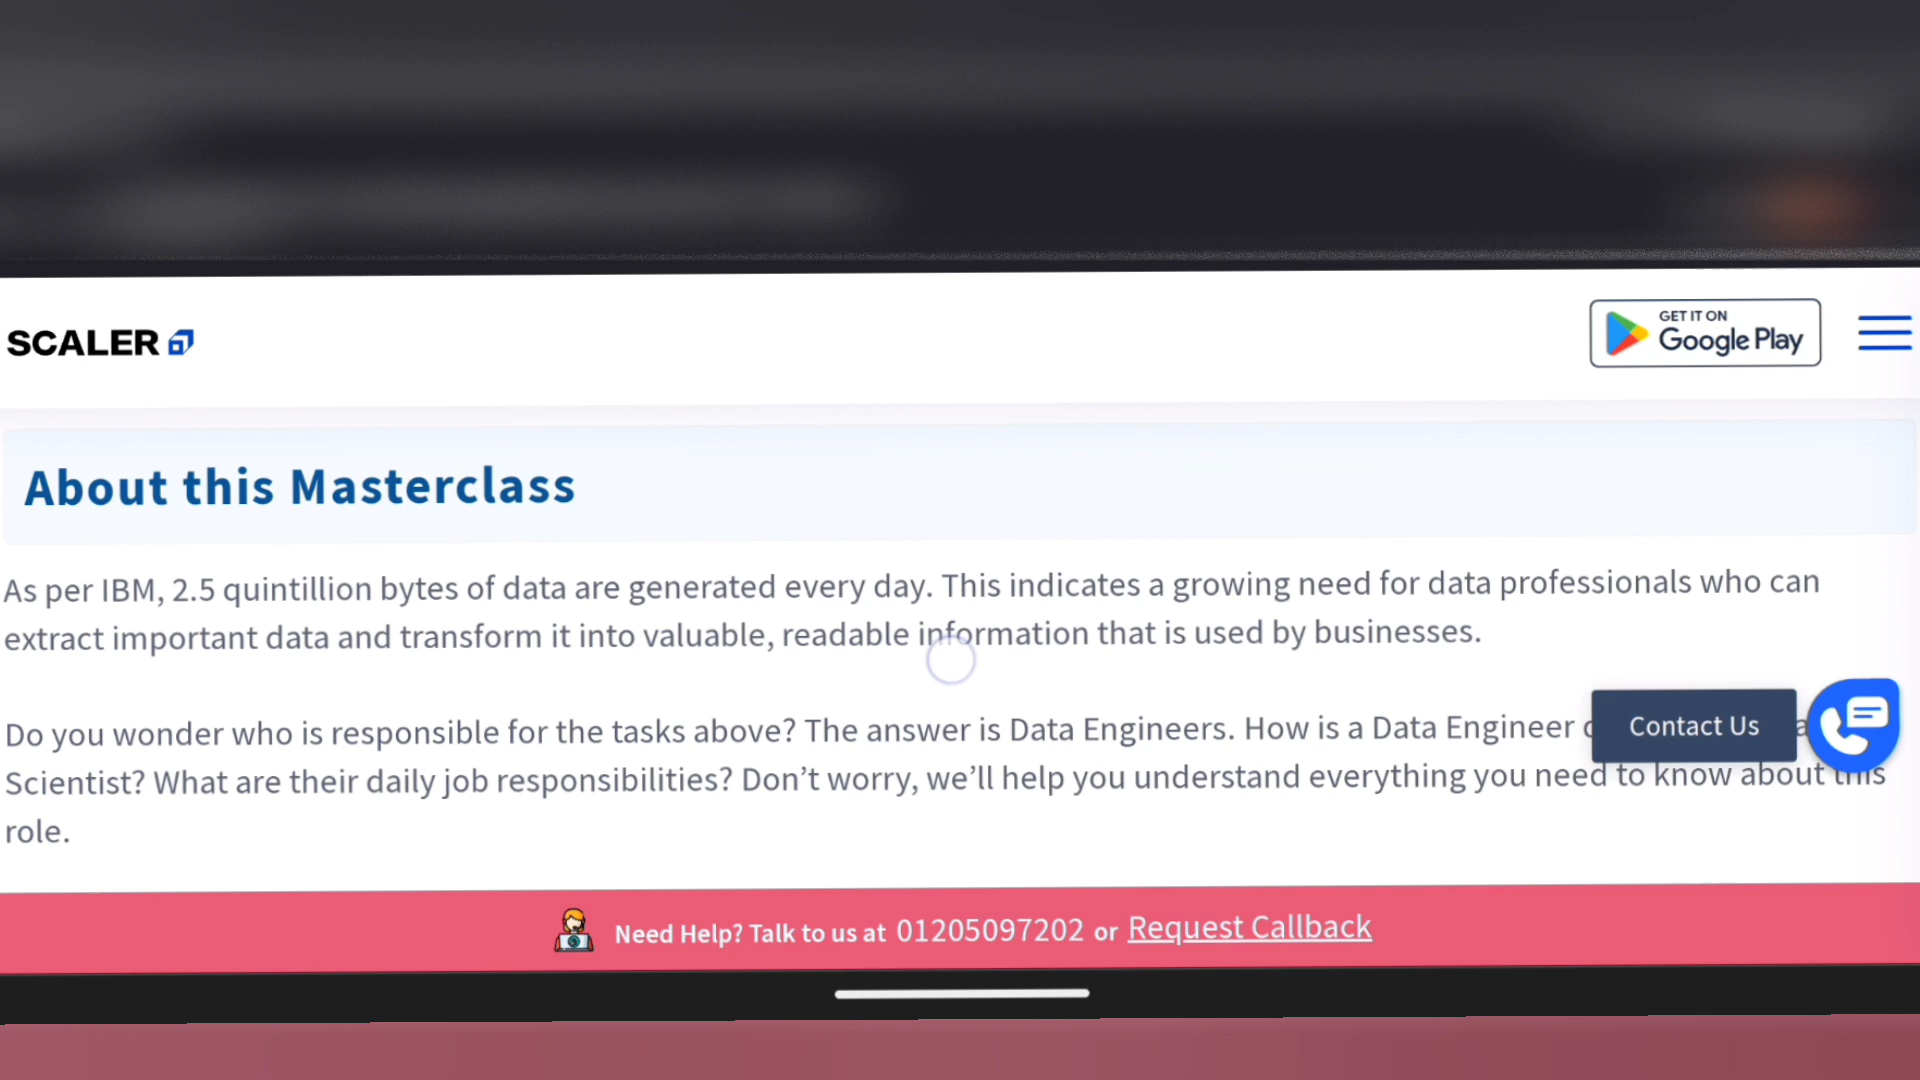 SCALER
GET IT ON
Google Play
About this Masterclass
As per IBM, 2.5 quintillion bytes of data are generated every day. This indicates a growing need for data professionals who can
extract important data and transform it into valuable, readable information that is used by businesses.
Do you wonder who is responsible for the tasks above? The answer is Data Engineers. How is a Data Engineer
Contact Us
Scientist? What are their daily job responsibilities? Don’t worry, we’ll help you understand everything you need to know about this
role.
Need Help? Talk to us at 01205097202 or Request Callback